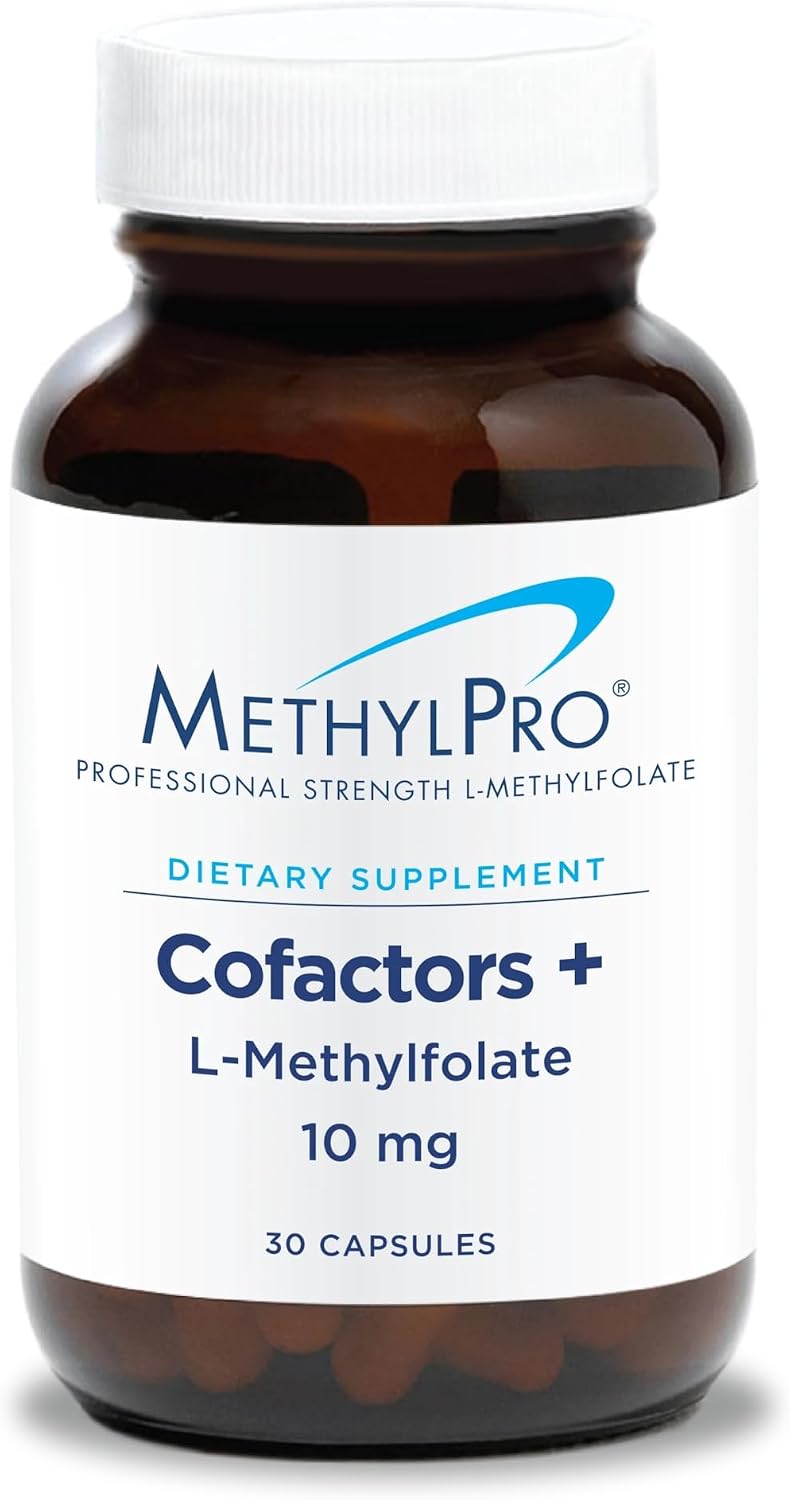 METHYLPRO®
PROFESSIONAL STRENGTH L-METHYLFOLATE
DIETARY SUPPLEMENT
Cofactors +
L-Methylfolate
10 mg
30 CAPSULES